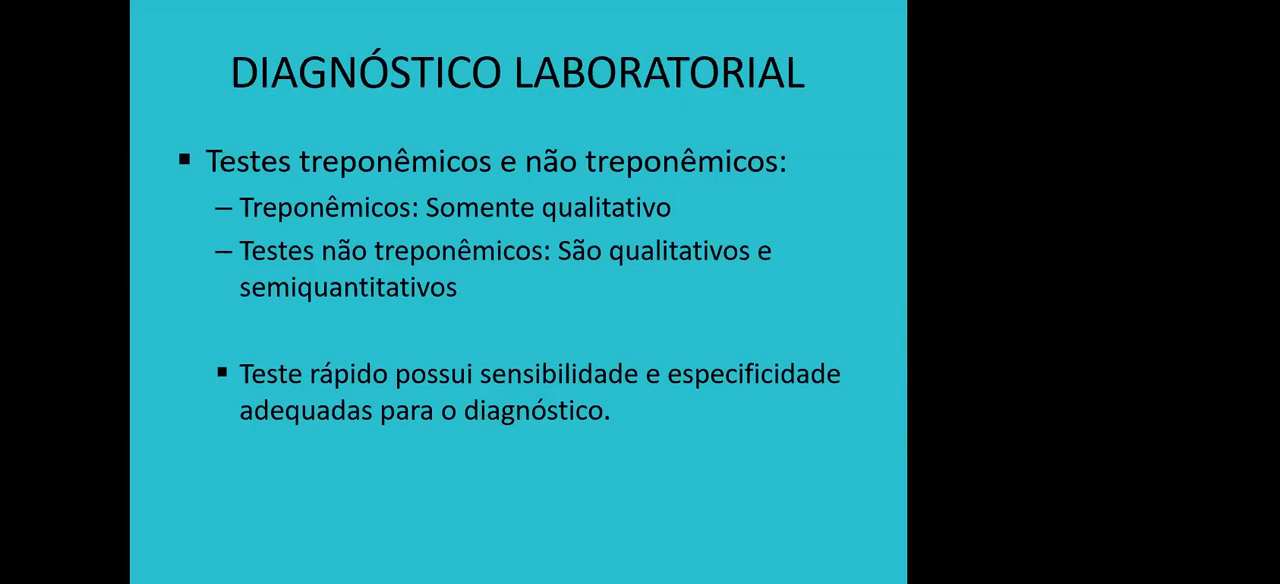 DIAGNÓSTICO LABORATORIAL
▪ Testes treponêmicos e não treponêmicos:
– Treponêmicos: Somente qualitativo
– Testes não treponêmicos: São qualitativos e
semiquantitativos
▪ Teste rápido possui sensibilidade e especificidade
adequadas para o diagnóstico.